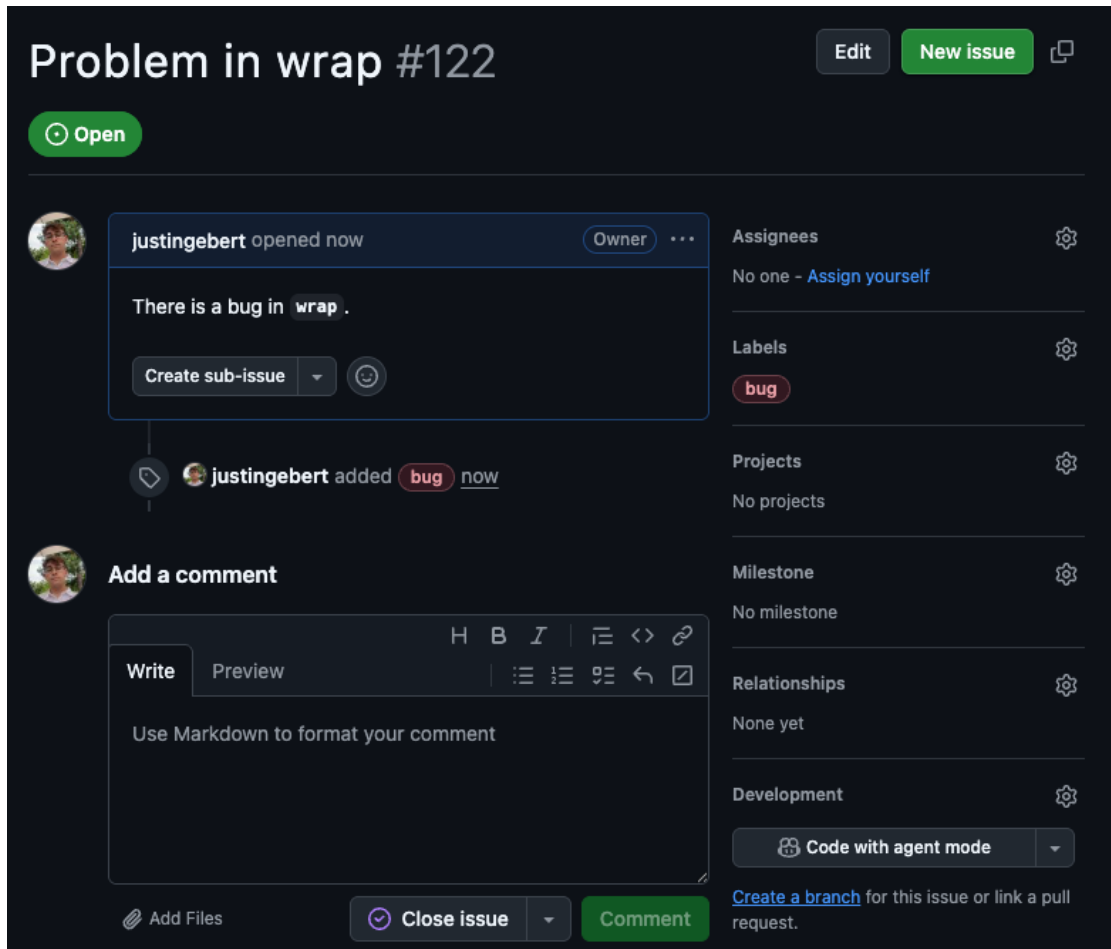 Problem in wrap #122
Edit
New issue
Open
justingebert opened now
Owner
There is a bug in wrap.
Create sub-issue
justingebert added bug now
Add a comment
Write
Preview
Use Markdown to format your comment
Add Files
Close issue
Comment
Assignees
No one - Assign yourself
Labels
bug
Projects
No projects
Milestone
No milestone
Relationships
None yet
Development
Code with agent mode
Create a branch for this issue or link a pull
request.